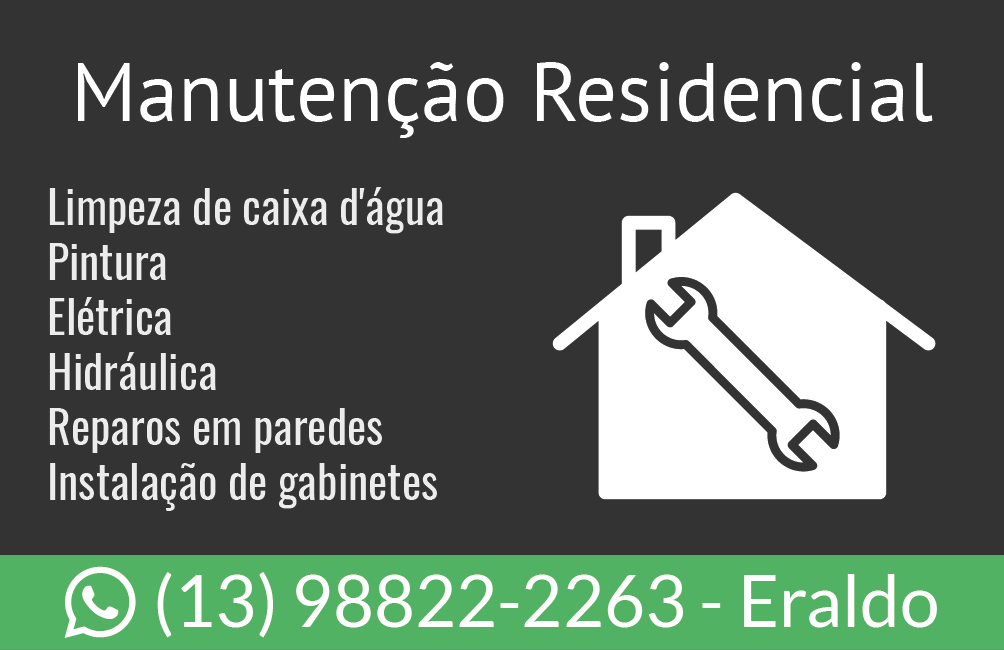 Manutenção Residencial
Limpeza de caixa d'água
Pintura
Elétrica
Hidráulica
Reparos em paredes
Instalação de gabinetes
(13) 98822-2263 - Eraldo